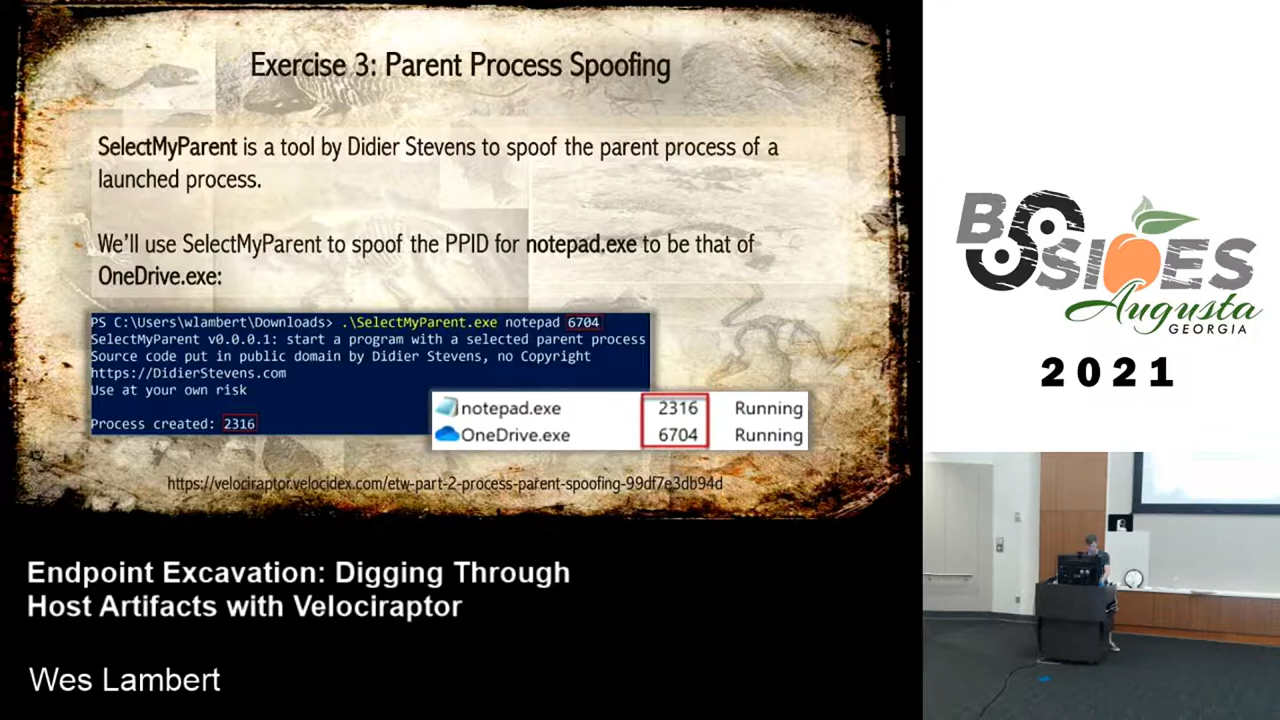 Exercise 3: Parent Process Spoofing
SelectMyParent is a tool by Didier Stevens to spoof the parent process of a
launched process.
We'll use SelectMyParent to spoof the PPID for notepad.exe to be that of
OneDrive.exe:
PS C:\Users\wlambert\Downloads> .\SelectMyParent.exe notepad 6704
SelectMyParent v0.0.0.1: start a program with a selected parent process
Source code put in public domain by Didier Stevens, no Copyright
https://DidierStevens.com
Use at your own risk
Process created: 2316
notepad.exe 2316 Running
OneDrive.exe 6704 Running
https://velociraptor.velocidex.com/etw-part-2-process-parent-spoofing-99df7e3db94d
BSIDES
Augusta
GEORGIA
2021
Endpoint Excavation: Digging Through
Host Artifacts with Velociraptor
Wes Lambert